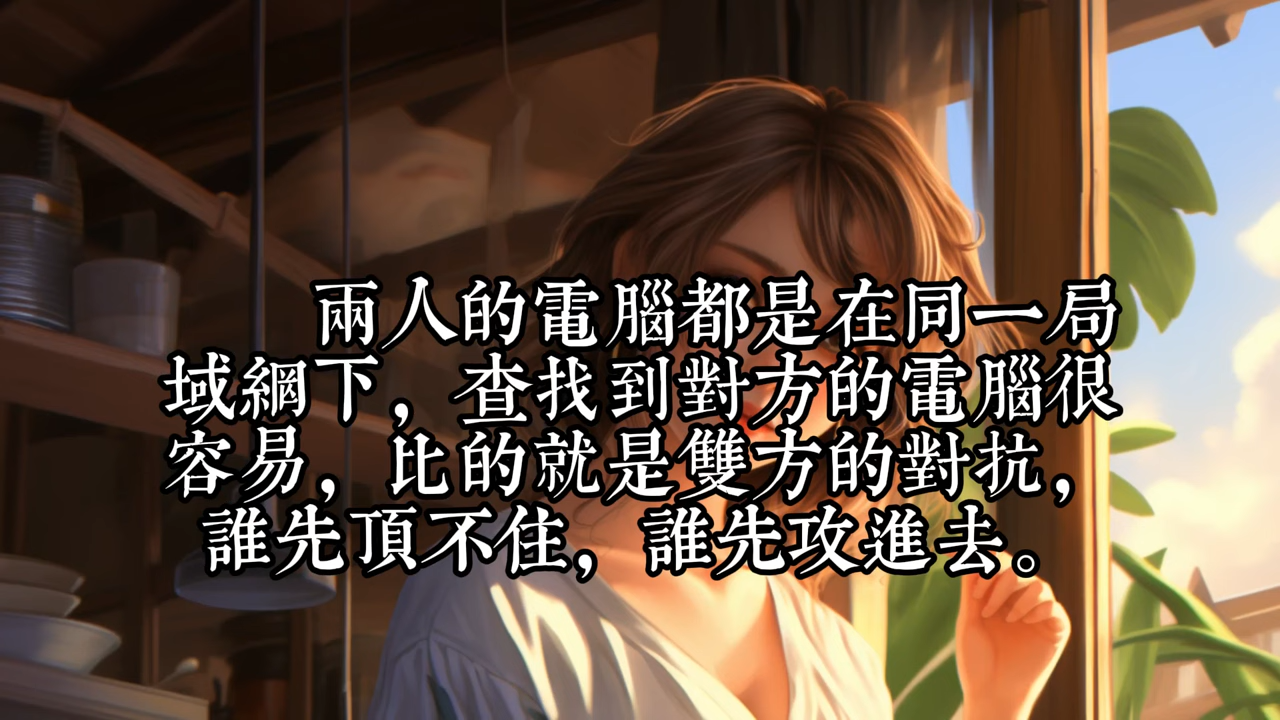 兩人的電腦都是在同一局
域網下，查找到對方的電腦很
容易，比的就是雙方的對抗，
誰先頂不住，誰先攻進去。